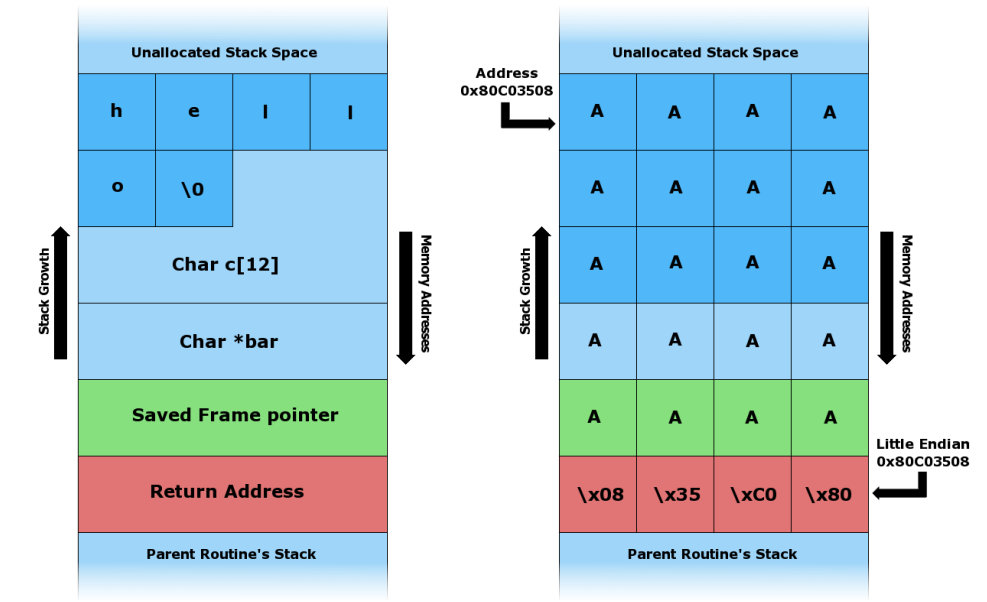 Unallocated Stack Space
h e l l
o \0
Char c[12]
Char *bar
Saved Frame pointer
Return Address
Parent Routine's Stack
Stack Growth
Memory Addresses
Unallocated Stack Space
Address
0x80C03508
A A A A
A A A A
A A A A
A A A A
A A A A
\x08 \x35 \xC0 \x80
Parent Routine's Stack
Stack Growth
Memory Addresses
Little Endian
0x80C03508